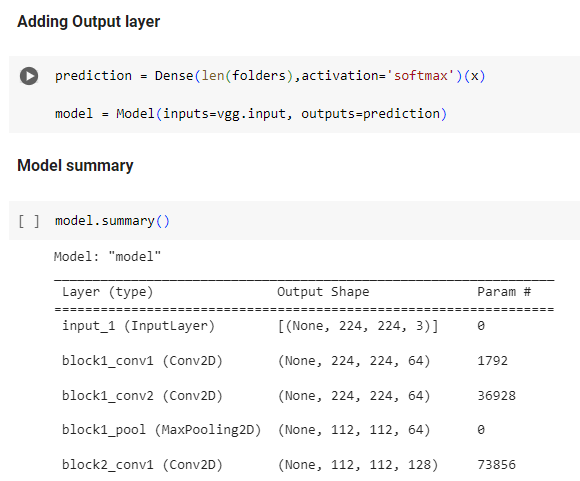 Adding Output layer
prediction = Dense(len(folders),activation='softmax')(x)
model = Model(inputs=vgg.input, outputs=prediction)
Model summary
[ ] model.summary()
Model: "model"
Layer (type) Output Shape Param #
=================================================================
input_1 (InputLayer) [(None, 224, 224, 3)] 0
block1_conv1 (Conv2D) (None, 224, 224, 64) 1792
block1_conv2 (Conv2D) (None, 224, 224, 64) 36928
block1_pool (MaxPooling2D) (None, 112, 112, 64) 0
block2_conv1 (Conv2D) (None, 112, 112, 128) 73856